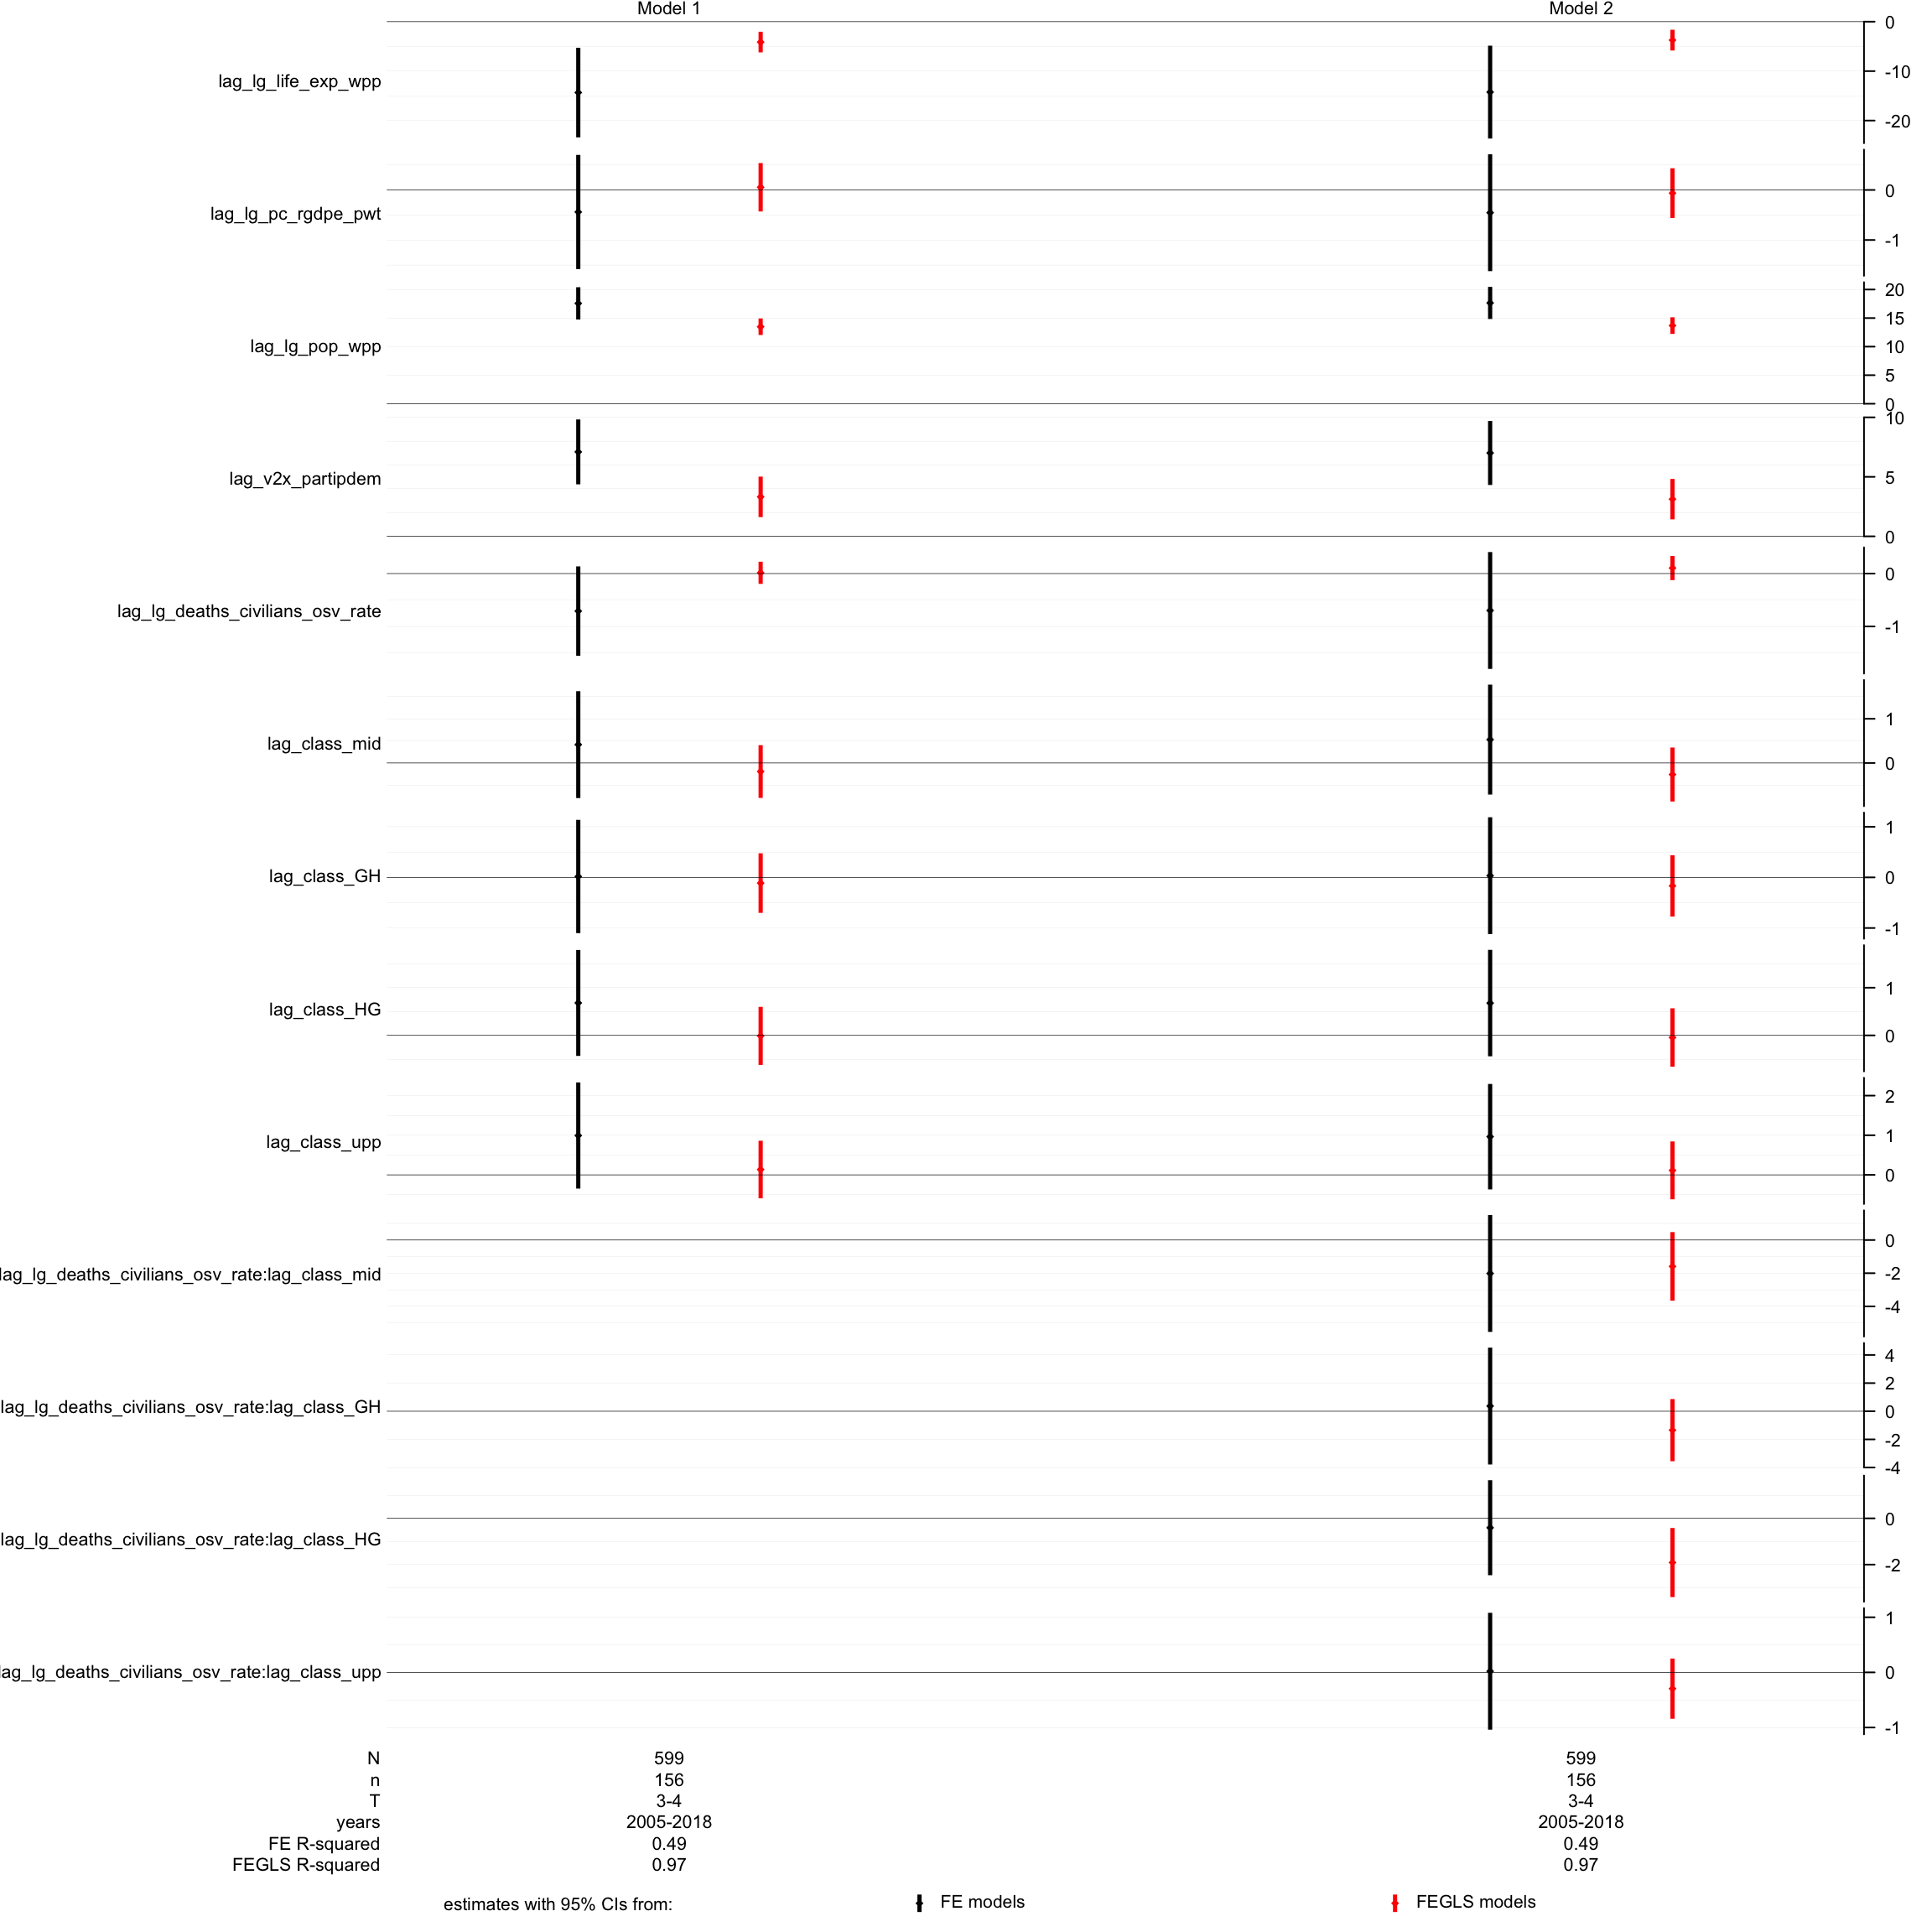 Model 1 Model 2
lag_lg_life_exp_wpp
0
-10
-20
lag_lg_pc_rgdpe_pwt
0
-1
lag_lg_pop_wpp
20
15
10
5
0
lag_v2x_partipdem
10
5
0
lag_lg_deaths_civilians_osv_rate
0
-1
lag_class_mid
1
0
lag_class_GH
1
0
-1
lag_class_HG
1
0
lag_class_upp
2
1
0
lag_lg_deaths_civilians_osv_rate:lag_class_mid
0
-2
-4
lag_lg_deaths_civilians_osv_rate:lag_class_GH
4
2
0
-2
-4
lag_lg_deaths_civilians_osv_rate:lag_class_HG
0
-2
lag_lg_deaths_civilians_osv_rate:lag_class_upp
1
0
-1
N 599 599
n 156 156
T 3-4 3-4
years 2005-2018 2005-2018
FE R-squared 0.49 0.49
FEGLS R-squared 0.97 0.97
estimates with 95% CIs from: FE models FEGLS models